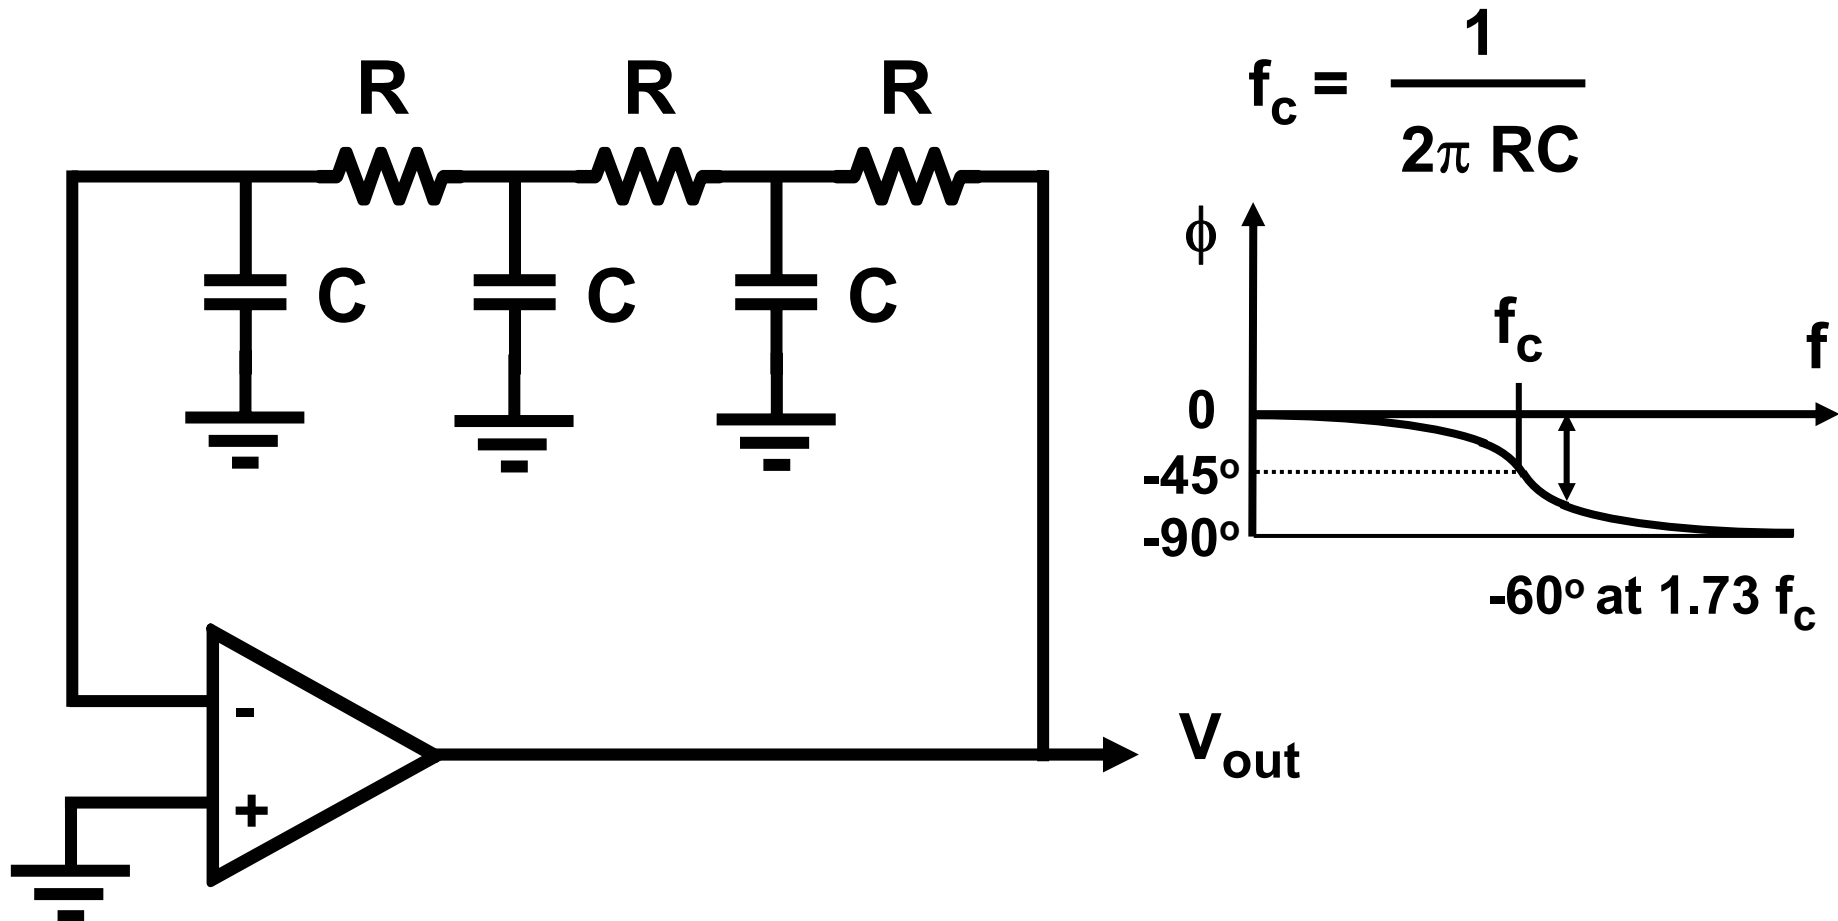 R R R
C C C
-
+
V_out
f_c = 1
2π RC
ϕ
f_c
f
0
-45°
-90°
-60° at 1.73 f_c